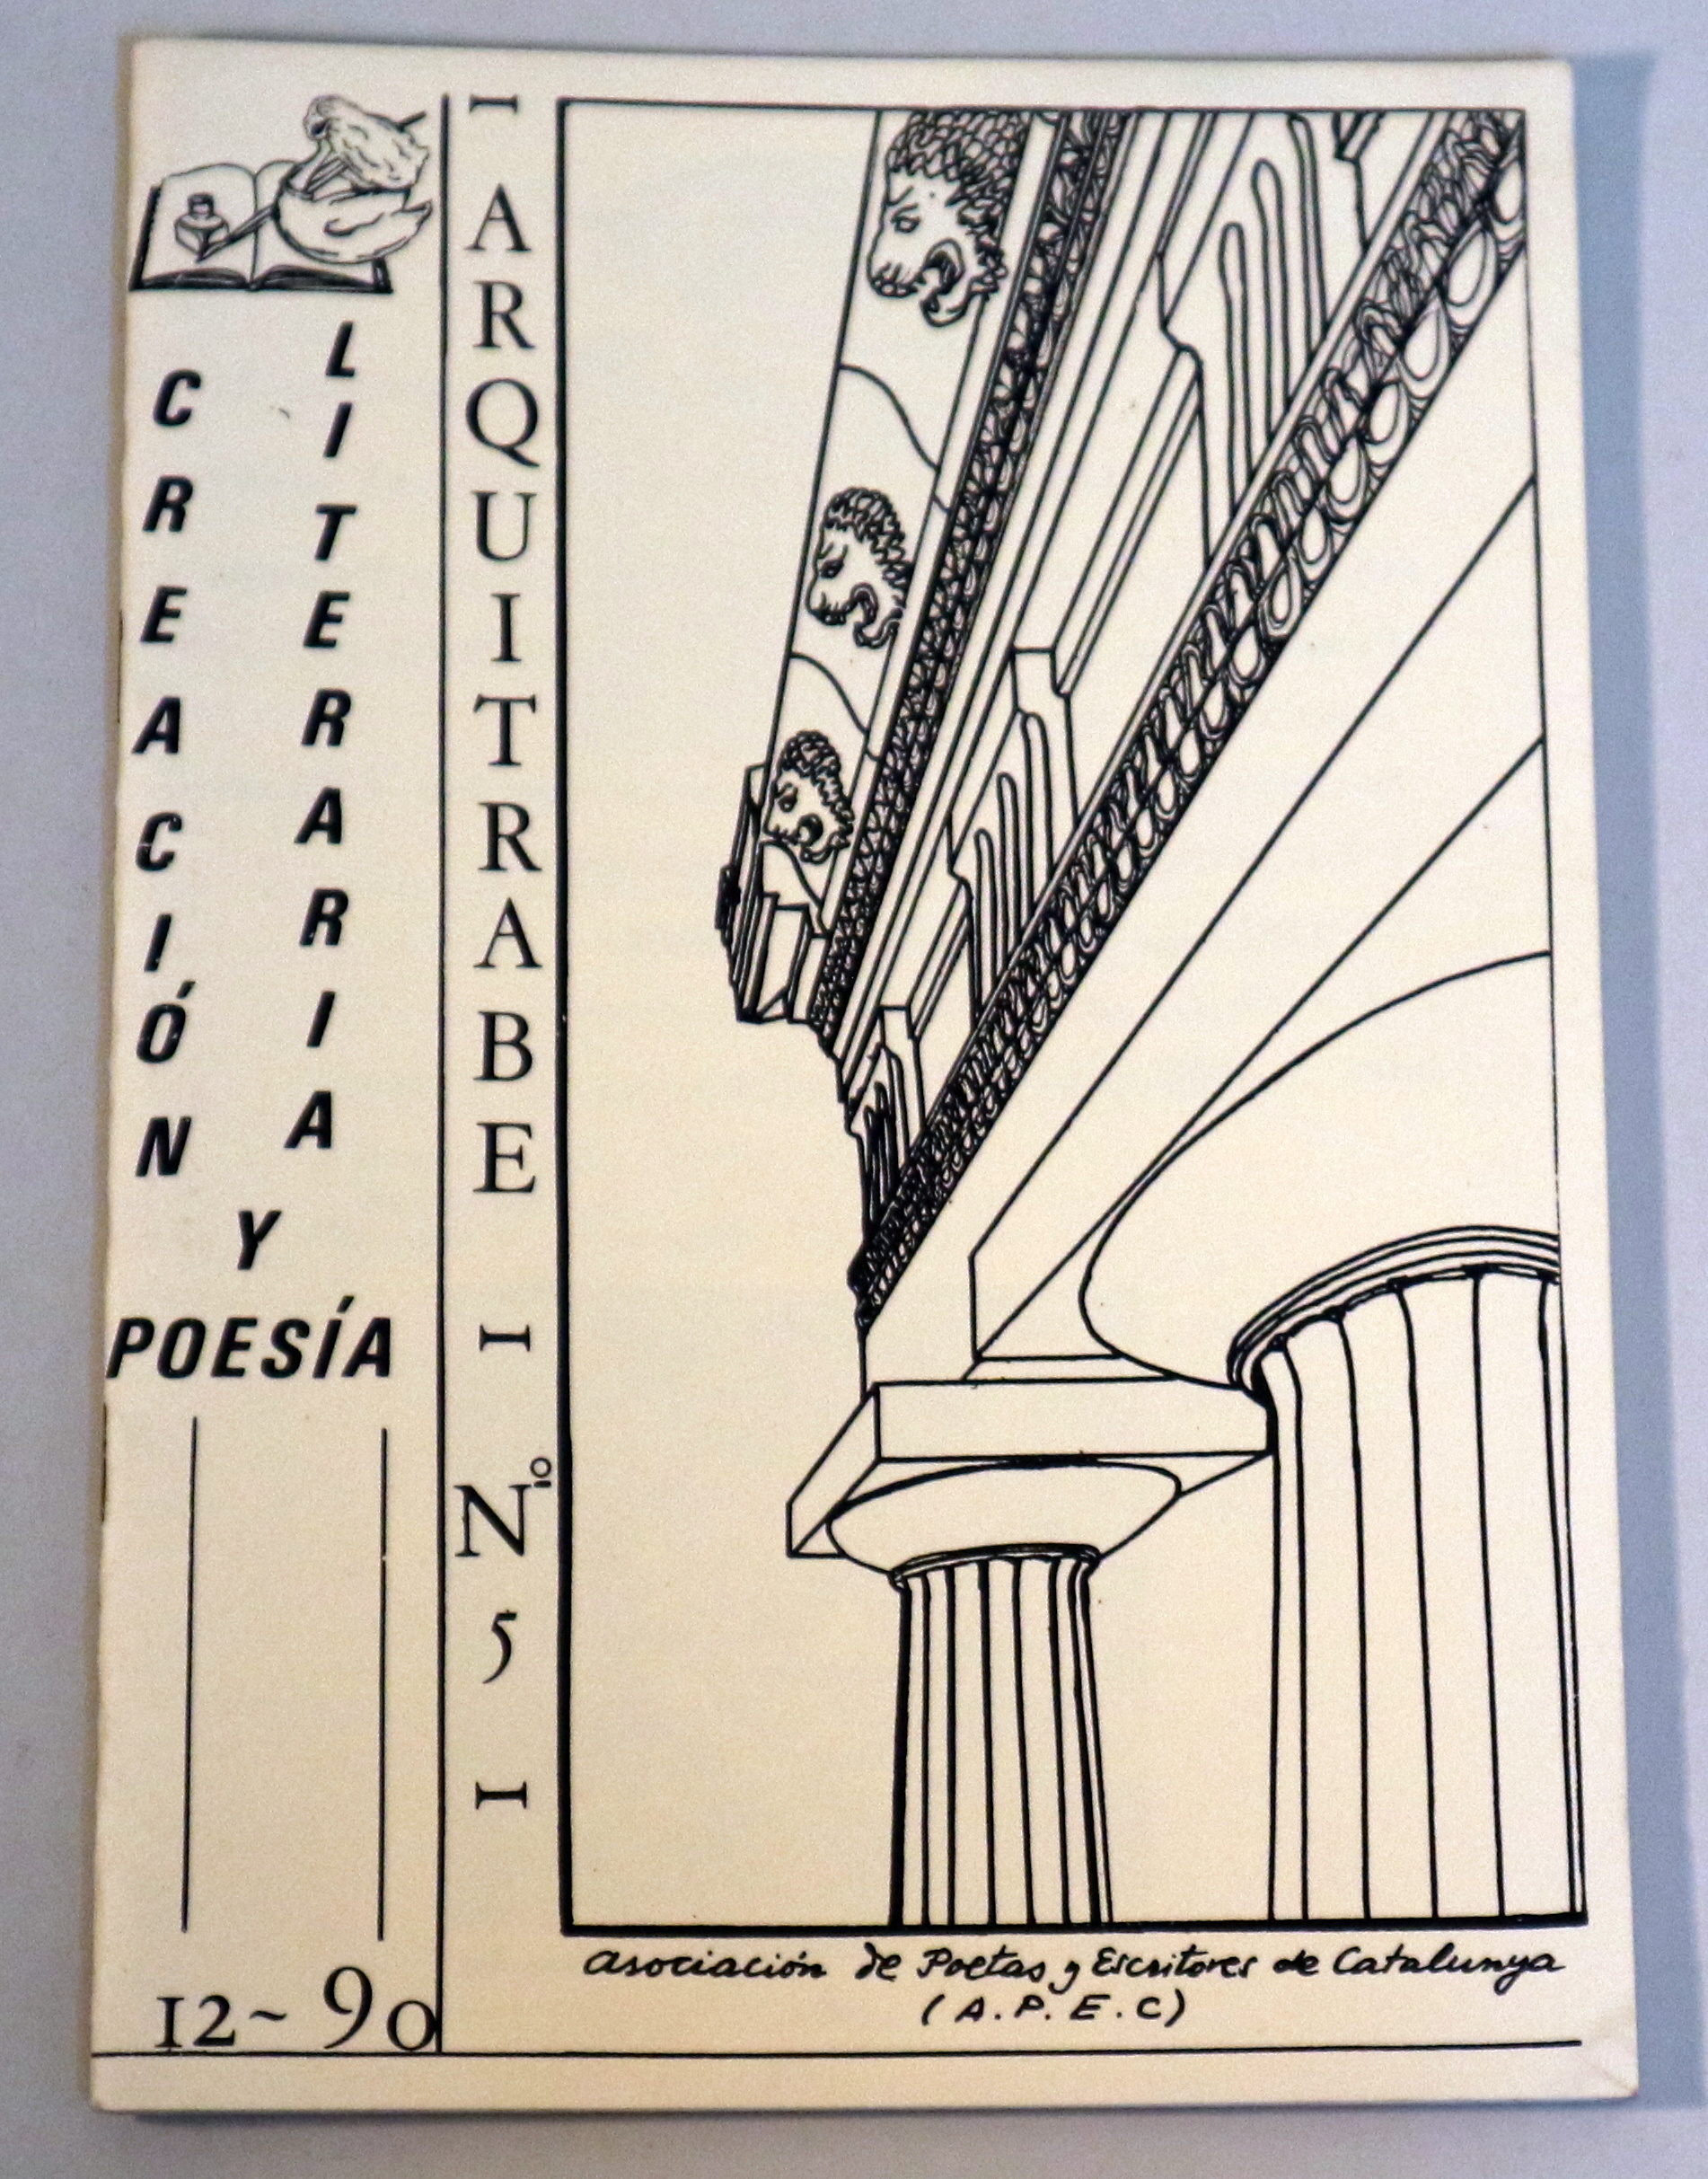 CREACIÓN
LITERARIA
Y
POESÍA
12~90
ARQUITRABE
Nº
5
asociación de Poetas y Escritores de Catalunya
(A.P.E.C)